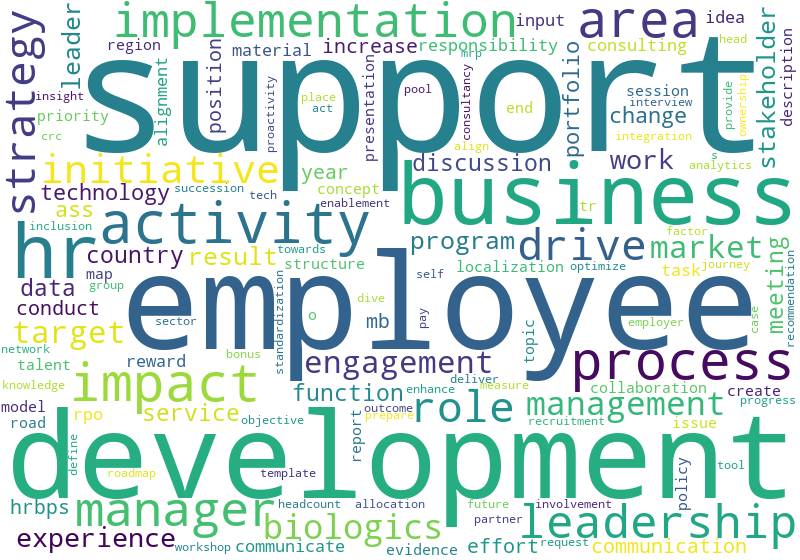 implementation input area idea
strategy leader region material increase responsibility consulting mrp head stakeholder description
support
insight priority crc alignment position proactivity presentation place act pool consultancy end portfolio session interview change provide ownership
initiative year discussion align work integration s analytics
technology succession tech concept enablement business
ass activity tr
hr inclusion country result towards structure program drive market factor
map self localization optimize task journey recommendation
data group employee meeting
conduct sector standardization o dive mb pay topic employer case
target
network talent reward bonus engagement process
knowledge impact function enhance deliver measure collaboration create progress
model rpo service objective report outcome prepare role management
road recruitment issue
define development policy tool
roadmap template
hrbps manager headcount allocation future involvement leadership
experience biologics partner
workshop communicate evidence effort request communication